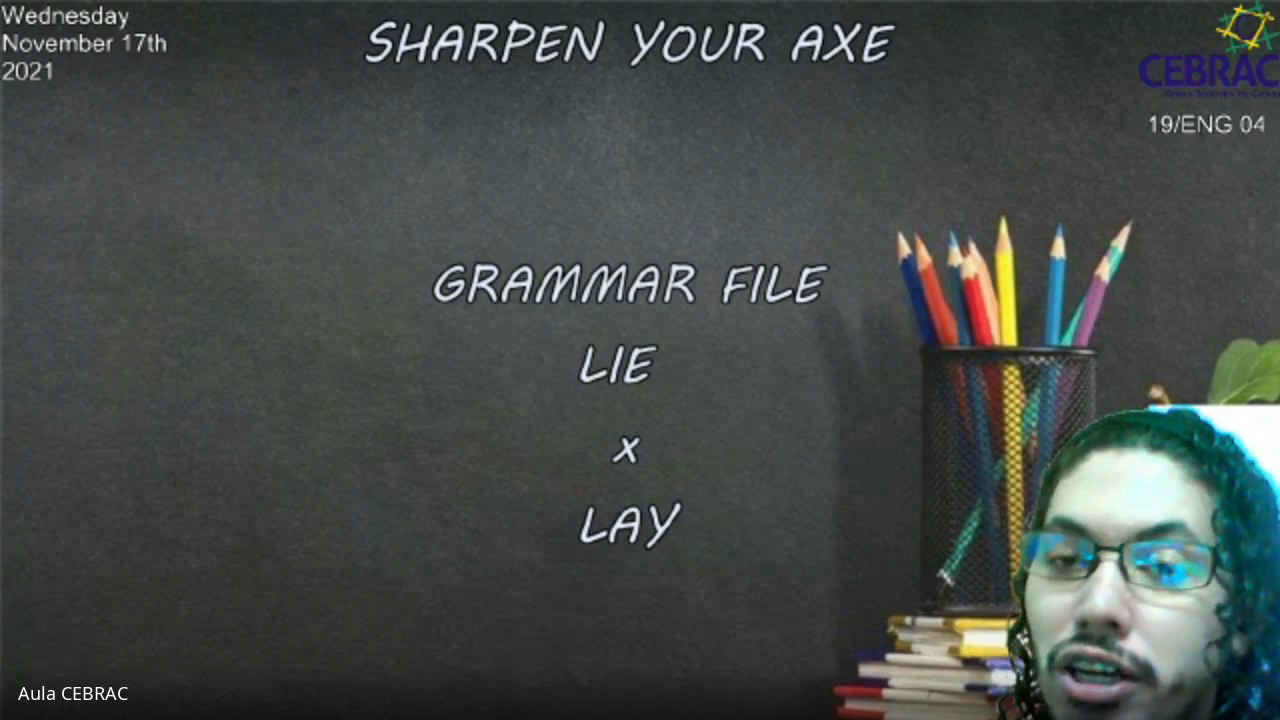 Wednesday
November 17th
2021
SHARPEN YOUR AXE
CEBRAC
19/ENG 04
GRAMMAR FILE
LIE
x
LAY
Aula CEBRAC